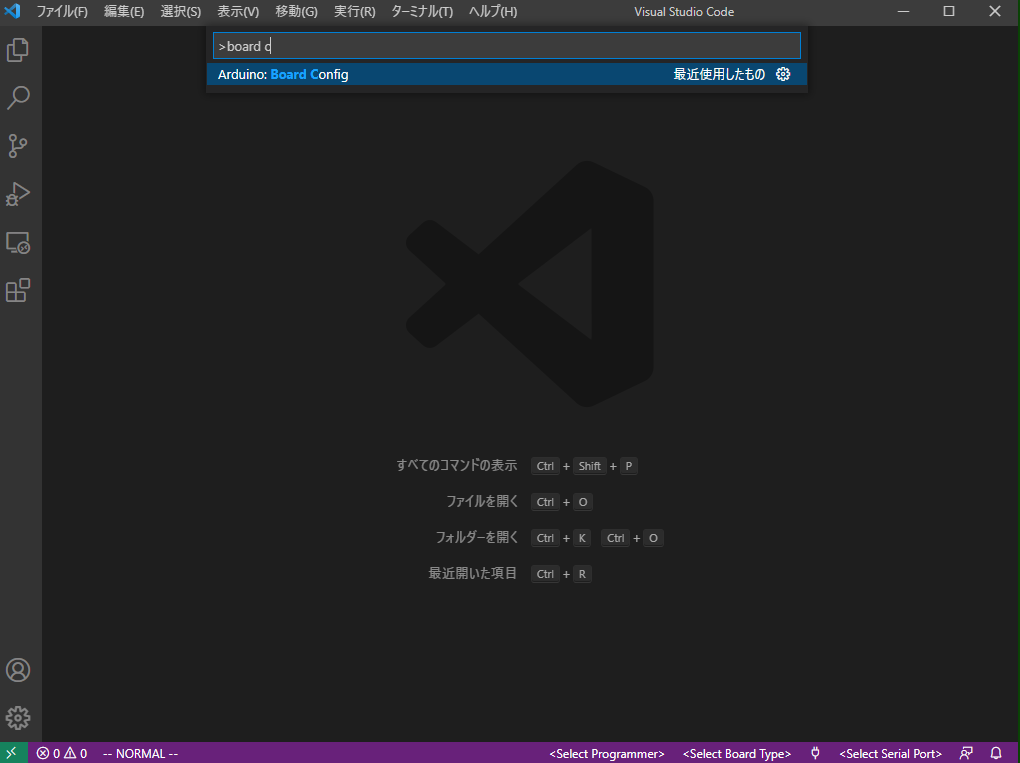 ファイル(F) 編集(E) 選択(S) 表示(V) 移動(G) 実行(R) ターミナル(T) ヘルプ(H) Visual Studio Code
>board c
Arduino: Board Config 最近使用したもの
すべてのコマンドの表示 Ctrl + Shift + P
ファイルを開く Ctrl + O
フォルダーを開く Ctrl + K Ctrl + O
最近開いた項目 Ctrl + R
0 0 -- NORMAL -- <Select Programmer> <Select Board Type> <Select Serial Port>